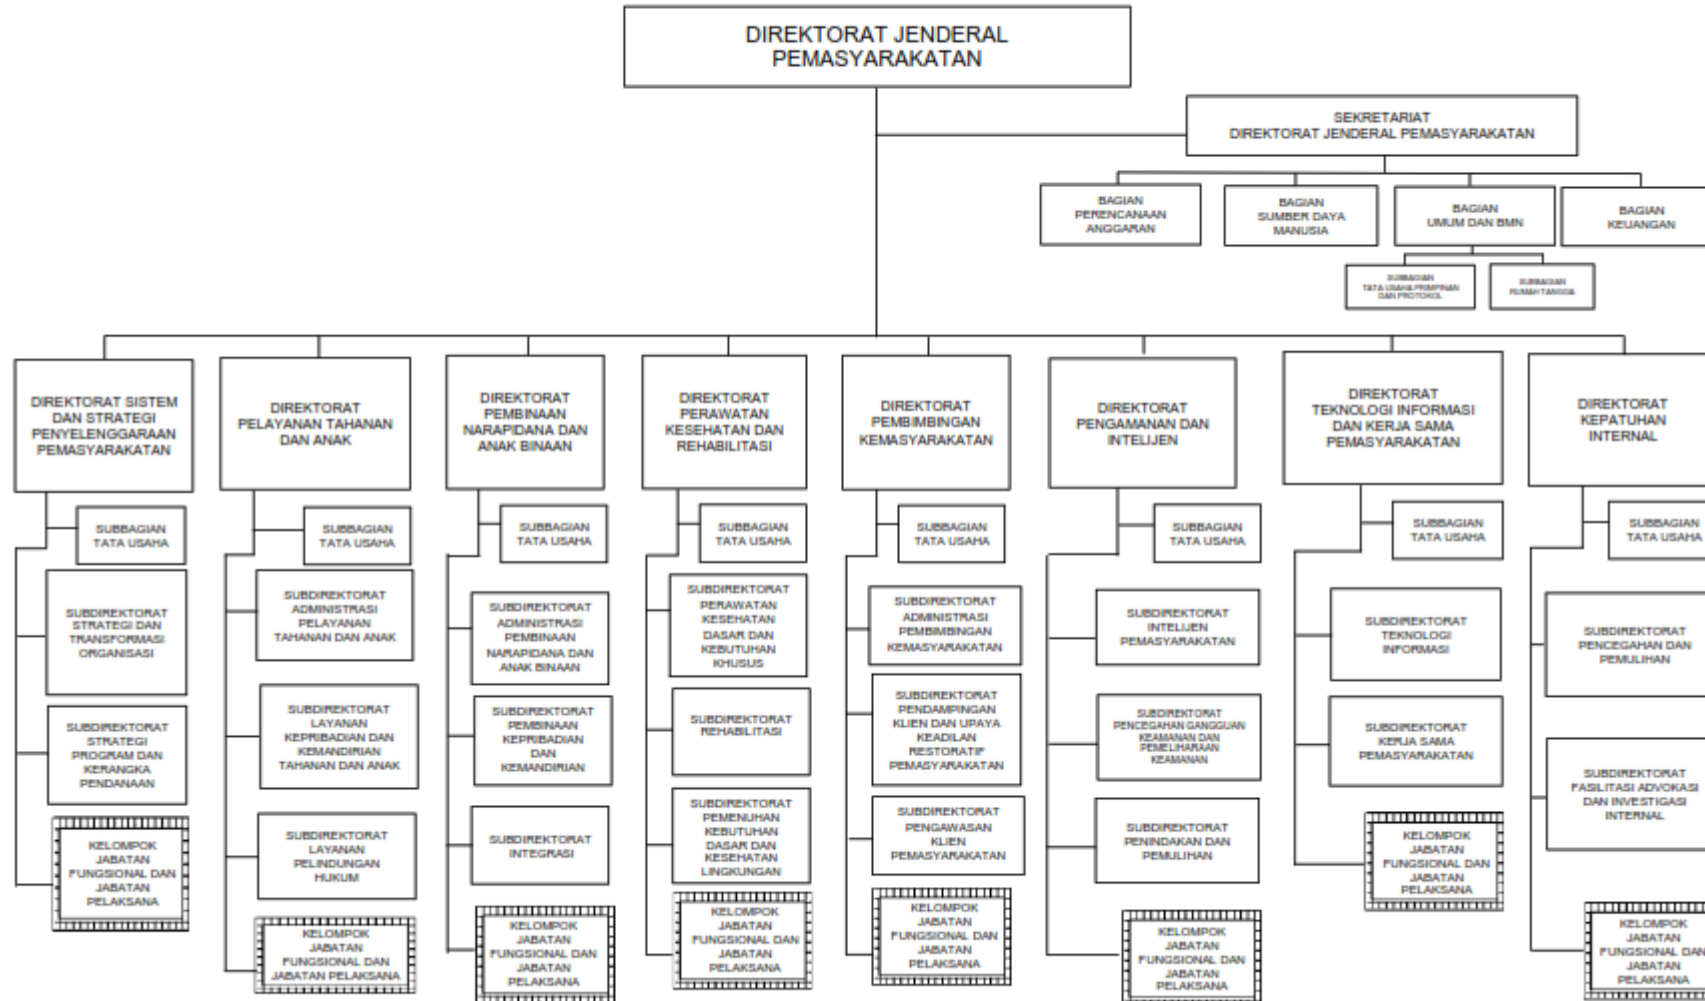 DIREKTORAT JENDERAL
PEMASYARAKATAN
SEKRETARIAT
DIREKTORAT JENDERAL PEMASYARAKATAN
BAGIAN
PERENCANAAN
ANGGARAN
BAGIAN
SUMBER DAYA
MANUSIA
BAGIAN
UMUM DAN BMN
BAGIAN
KEUANGAN
SUBBAGIAN
TATA USAHA PRIMPINAN
DAN PROTOKOL
SUBBAGIAN
RUMAH TANGGA
DIREKTORAT SISTEM
DAN STRATEGI
PENYELENGGARAAN
PEMASYARAKATAN
SUBBAGIAN
TATA USAHA
SUBDIREKTORAT
STRATEGI DAN
TRANSFORMASI
ORGANISASI
SUBDIREKTORAT
STRATEGI
PROGRAM DAN
KERANGKA
PENDANAAN
KELOMPOK
JABATAN
FUNGSIONAL DAN
JABATAN
PELAKSANA
DIREKTORAT
PELAYANAN TAHANAN
DAN ANAK
SUBBAGIAN
TATA USAHA
SUBDIREKTORAT
ADMINISTRASI
PELAYANAN
TAHANAN DAN ANAK
SUBDIREKTORAT
LAYANAN
KEPRIBADIAN DAN
KEMANDIRIAN
TAHANAN DAN ANAK
SUBDIREKTORAT
LAYANAN
PELINDUNGAN
HUKUM
KELOMPOK
JABATAN
FUNGSIONAL DAN
JABATAN PELAKSANA
DIREKTORAT
PEMBINAAN
NARAPIDANA DAN
ANAK BINAAN
SUBBAGIAN
TATA USAHA
SUBDIREKTORAT
ADMINISTRASI
PEMBINAAN
NARAPIDANA DAN
ANAK BINAAN
SUBDIREKTORAT
PEMBINAAN
KEPRIBADIAN
DAN
KEMANDIRIAN
SUBDIREKTORAT
INTEGRASI
KELOMPOK
JABATAN
FUNGSIONAL DAN
JABATAN
PELAKSANA
DIREKTORAT
PERAWATAN
KESEHATAN DAN
REHABILITASI
SUBBAGIAN
TATA USAHA
SUBDIREKTORAT
PERAWATAN
KESEHATAN
DASAR DAN
KEBUTUHAN
KHUSUS
SUBDIREKTORAT
REHABILITASI
SUBDIREKTORAT
PEMENUHAN
KEBUTUHAN
DASAR DAN
KESEHATAN
LINGKUNGAN
KELOMPOK
JABATAN
FUNGSIONAL DAN
JABATAN
PELAKSANA
DIREKTORAT
PEMBIMBINGAN
KEMASYARAKATAN
SUBBAGIAN
TATA USAHA
SUBDIREKTORAT
ADMINISTRASI
PEMBIMBINGAN
KEMASYARAKATAN
SUBDIREKTORAT
PENDAMPINGAN
KLIEN DAN UPAYA
KEADILAN
RESTORATIF
PEMASYARAKATAN
SUBDIREKTORAT
PENGAWASAN
KLIEN
PEMASYARAKATAN
KELOMPOK
JABATAN
FUNGSIONAL DAN
JABATAN
PELAKSANA
DIREKTORAT
PENGAMANAN DAN
INTELIJEN
SUBBAGIAN
TATA USAHA
SUBDIREKTORAT
INTELIJEN
PEMASYARAKATAN
SUBDIREKTORAT
PENCEGAHAN GANGGUAN
KEAMANAN DAN
PEMELIHARAAN
KEAMANAN
SUBDIREKTORAT
PENINDAKAN DAN
PEMULIHAN
KELOMPOK
JABATAN
FUNGSIONAL DAN
JABATAN
PELAKSANA
DIREKTORAT
TEKNOLOGI INFORMASI
DAN KERJA SAMA
PEMASYARAKATAN
SUBBAGIAN
TATA USAHA
SUBDIREKTORAT
TEKNOLOGI
INFORMASI
SUBDIREKTORAT
KERJA SAMA
PEMASYARAKATAN
KELOMPOK
JABATAN
FUNGSIONAL DAN
JABATAN
PELAKSANA
DIREKTORAT
KEPATUHAN
INTERNAL
SUBBAGIAN
TATA USAHA
SUBDIREKTORAT
PENCEGAHAN DAN
PEMULIHAN
SUBDIREKTORAT
FASILITASI ADVOKASI
DAN INVESTIGASI
INTERNAL
KELOMPOK
JABATAN
FUNGSIONAL DAN
JABATAN
PELAKSANA